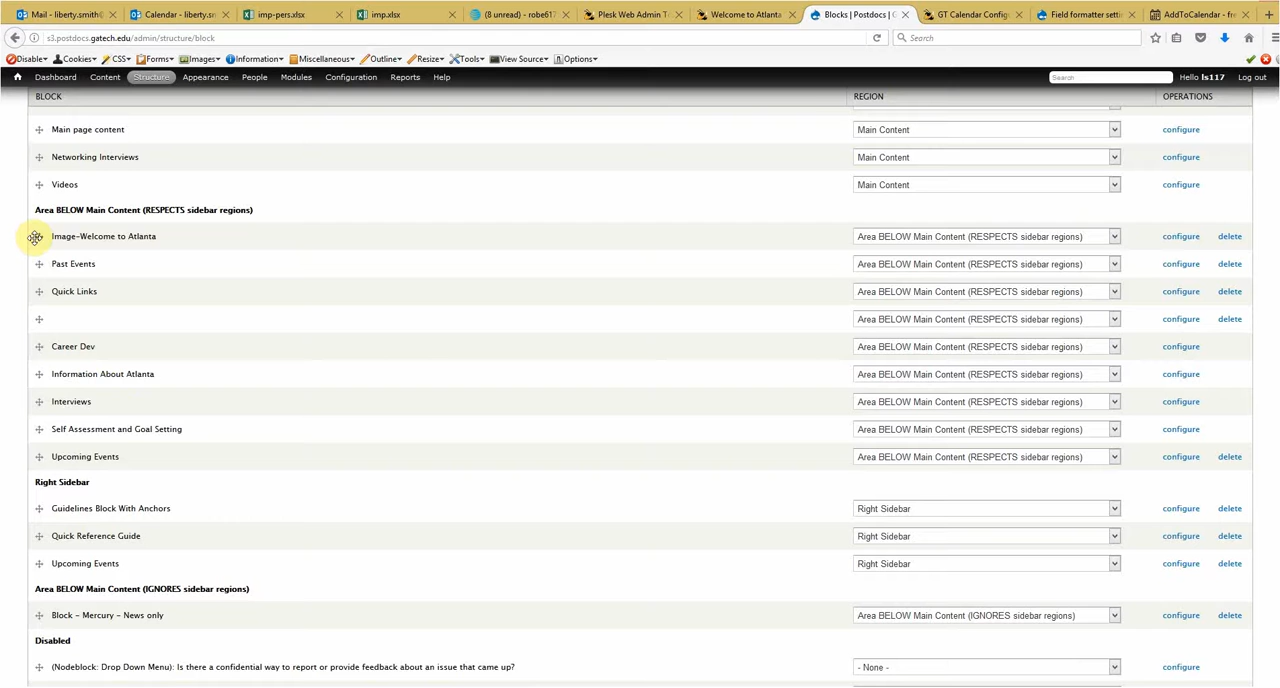 Mail - liberty.smith@ Calendar - liberty.sm imp-pers.xlsx imp.xlsx (8 unread) - robe617 Plesk Web Admin T Welcome to Atlanta Blocks | Postdocs | G GT Calendar Config Field formatter setti AddToCalendar - fre
s3.postdocs.gatech.edu/admin/structure/block Search
Disable Cookies CSS Forms Images Information Miscellaneous Outline Resize Tools View Source Options
Dashboard Content Structure Appearance People Modules Configuration Reports Help Search Hello ls117 Log out
BLOCK REGION OPERATIONS
Main page content Main Content configure
Networking Interviews Main Content configure
Videos Main Content configure
Area BELOW Main Content (RESPECTS sidebar regions)
Image-Welcome to Atlanta Area BELOW Main Content (RESPECTS sidebar regions) configure delete
Past Events Area BELOW Main Content (RESPECTS sidebar regions) configure delete
Quick Links Area BELOW Main Content (RESPECTS sidebar regions) configure delete
Area BELOW Main Content (RESPECTS sidebar regions) configure delete
Career Dev Area BELOW Main Content (RESPECTS sidebar regions) configure
Information About Atlanta Area BELOW Main Content (RESPECTS sidebar regions) configure
Interviews Area BELOW Main Content (RESPECTS sidebar regions) configure
Self Assessment and Goal Setting Area BELOW Main Content (RESPECTS sidebar regions) configure
Upcoming Events Area BELOW Main Content (RESPECTS sidebar regions) configure delete
Right Sidebar
Guidelines Block With Anchors Right Sidebar configure delete
Quick Reference Guide Right Sidebar configure delete
Upcoming Events Right Sidebar configure delete
Area BELOW Main Content (IGNORES sidebar regions)
Block - Mercury - News only Area BELOW Main Content (IGNORES sidebar regions) configure delete
Disabled
(Nodeblock: Drop Down Menu): Is there a confidential way to report or provide feedback about an issue that came up? - None - configure